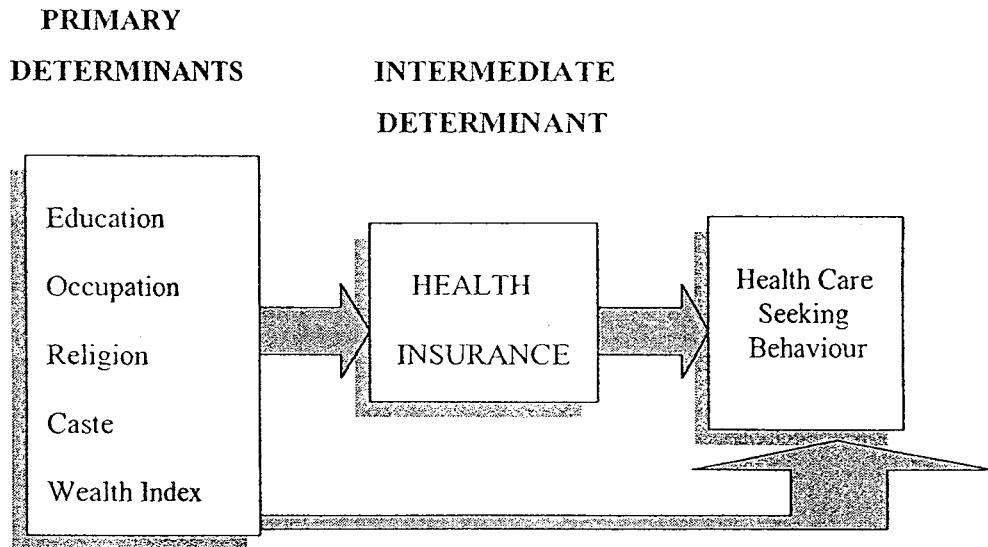 PRIMARY
DETERMINANTS
INTERMEDIATE
DETERMINANT
Education
Occupation
Religion
Caste
Wealth Index
HEALTH
INSURANCE
Health Care
Seeking
Behaviour